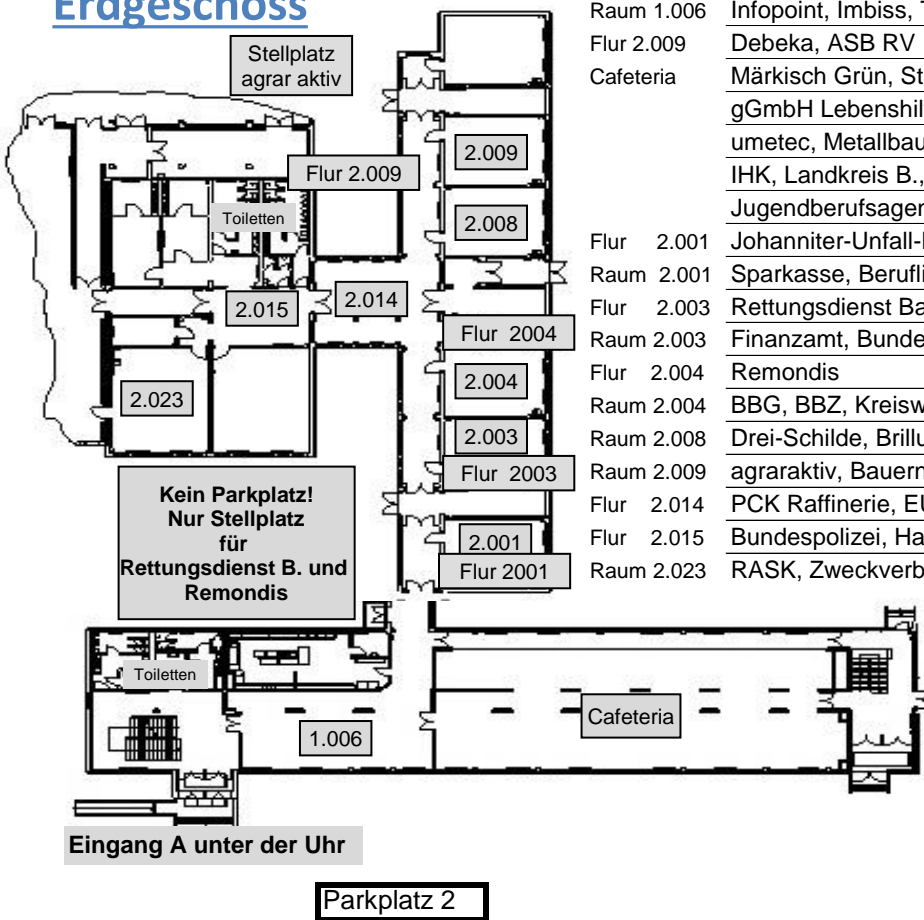 Erdgeschoss
Stellplatz
agrar aktiv
2.009
Flur 2.009
Toiletten
2.008
2.015
2.014
Flur 2004
2.004
2.023
2.003
Flur 2003
Kein Parkplatz!
Nur Stellplatz
für
Rettungsdienst B. und
Remondis
2.001
Flur 2001
Toiletten
Cafeteria
1.006
Eingang A unter der Uhr
Parkplatz 2
Raum 1.006 Infopoint, Imbiss,
Flur 2.009 Debeka, ASB RV
Cafeteria Märkisch Grün,
gGmbH
umetec,
IHK, Landkreis B.,
Flur 2.001
Raum 2.001 Sparkasse,
Flur 2.003 Rettungsdienst
Raum 2.003 Finanzamt,
Flur 2.004 Remondis
Raum 2.004 BBG, BBZ,
Raum 2.008 Drei-Schilde,
Raum 2.009 agraraktiv,
Flur 2.014 PCK Raffinerie,
Flur 2.015 Bundespolizei,
Raum 2.023 RASK,